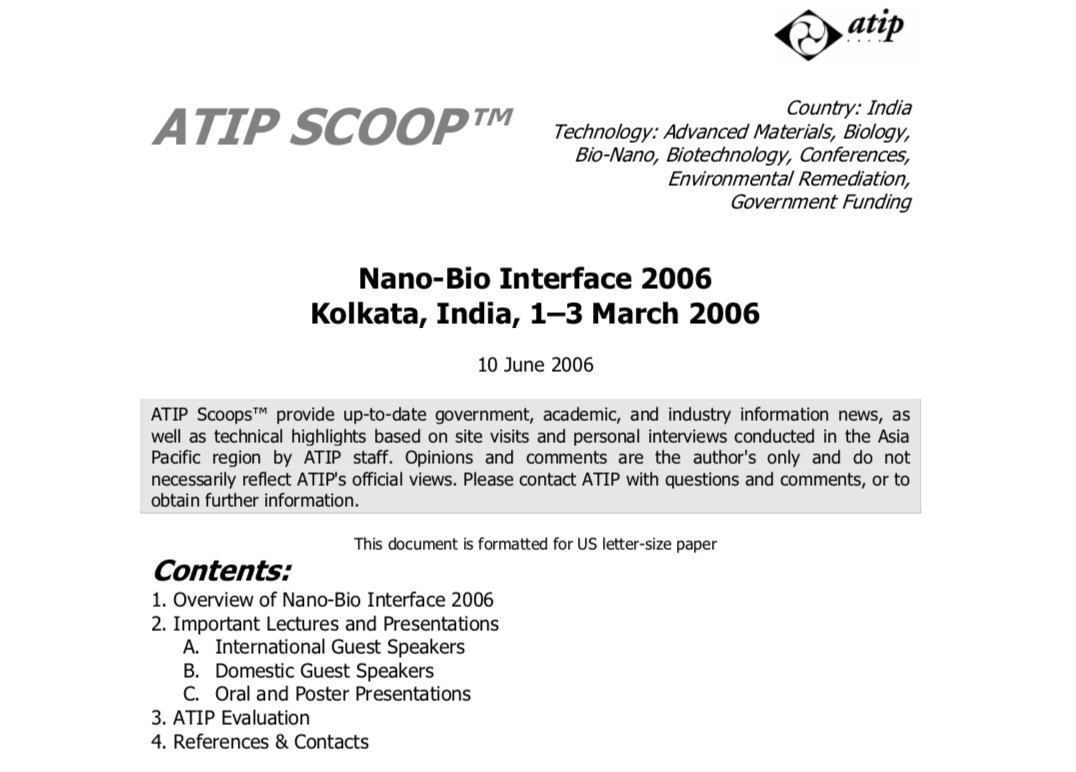 atip
ATIP SCOOP™
Country: India
Technology: Advanced Materials, Biology,
Bio-Nano, Biotechnology, Conferences,
Environmental Remediation,
Government Funding
Nano-Bio Interface 2006
Kolkata, India, 1–3 March 2006
10 June 2006
ATIP Scoops™ provide up-to-date government, academic, and industry information news, as
well as technical highlights based on site visits and personal interviews conducted in the Asia
Pacific region by ATIP staff. Opinions and comments are the author's only and do not
necessarily reflect ATIP's official views. Please contact ATIP with questions and comments, or to
obtain further information.
This document is formatted for US letter-size paper
Contents:
1. Overview of Nano-Bio Interface 2006
2. Important Lectures and Presentations
A. International Guest Speakers
B. Domestic Guest Speakers
C. Oral and Poster Presentations
3. ATIP Evaluation
4. References & Contacts